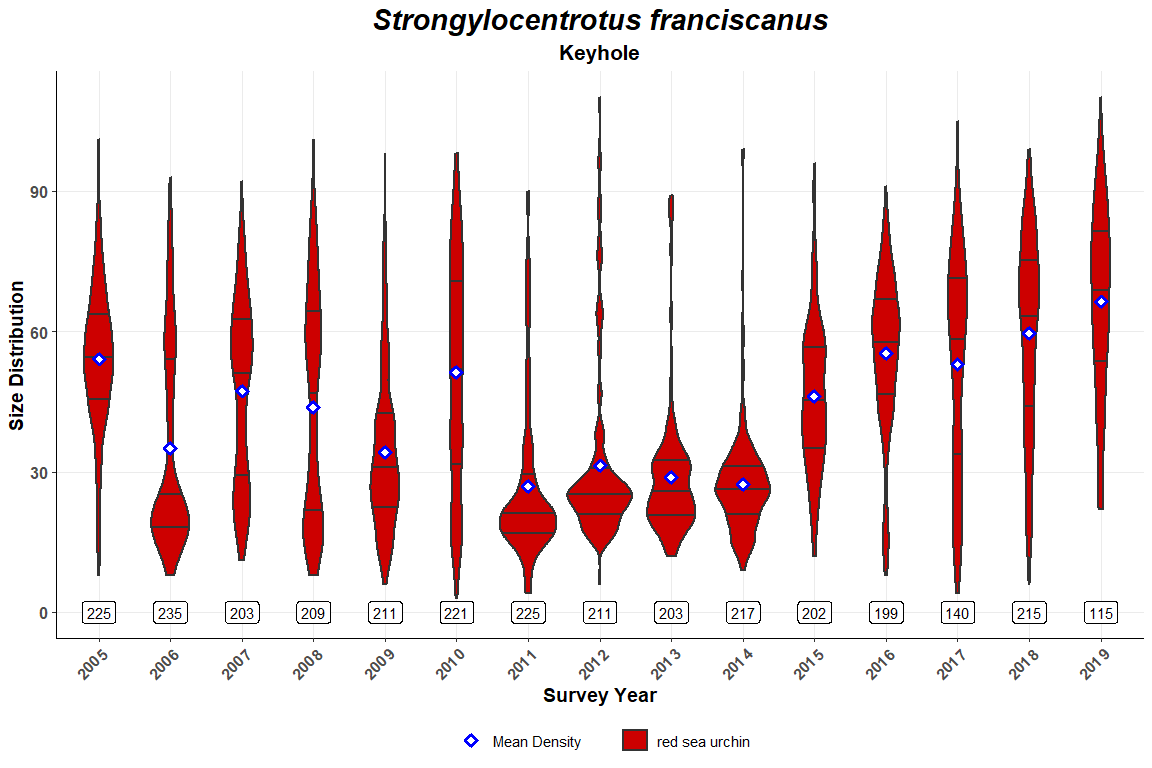 Strongylocentrotus franciscanus
Keyhole
Size Distribution
90
60
30
0
225 235 203 209 211 221 225 211 203 217 202 199 140 215 115
2005 2006 2007 2008 2009 2010 2011 2012 2013 2014 2015 2016 2017 2018 2019
Survey Year
Mean Density red sea urchin